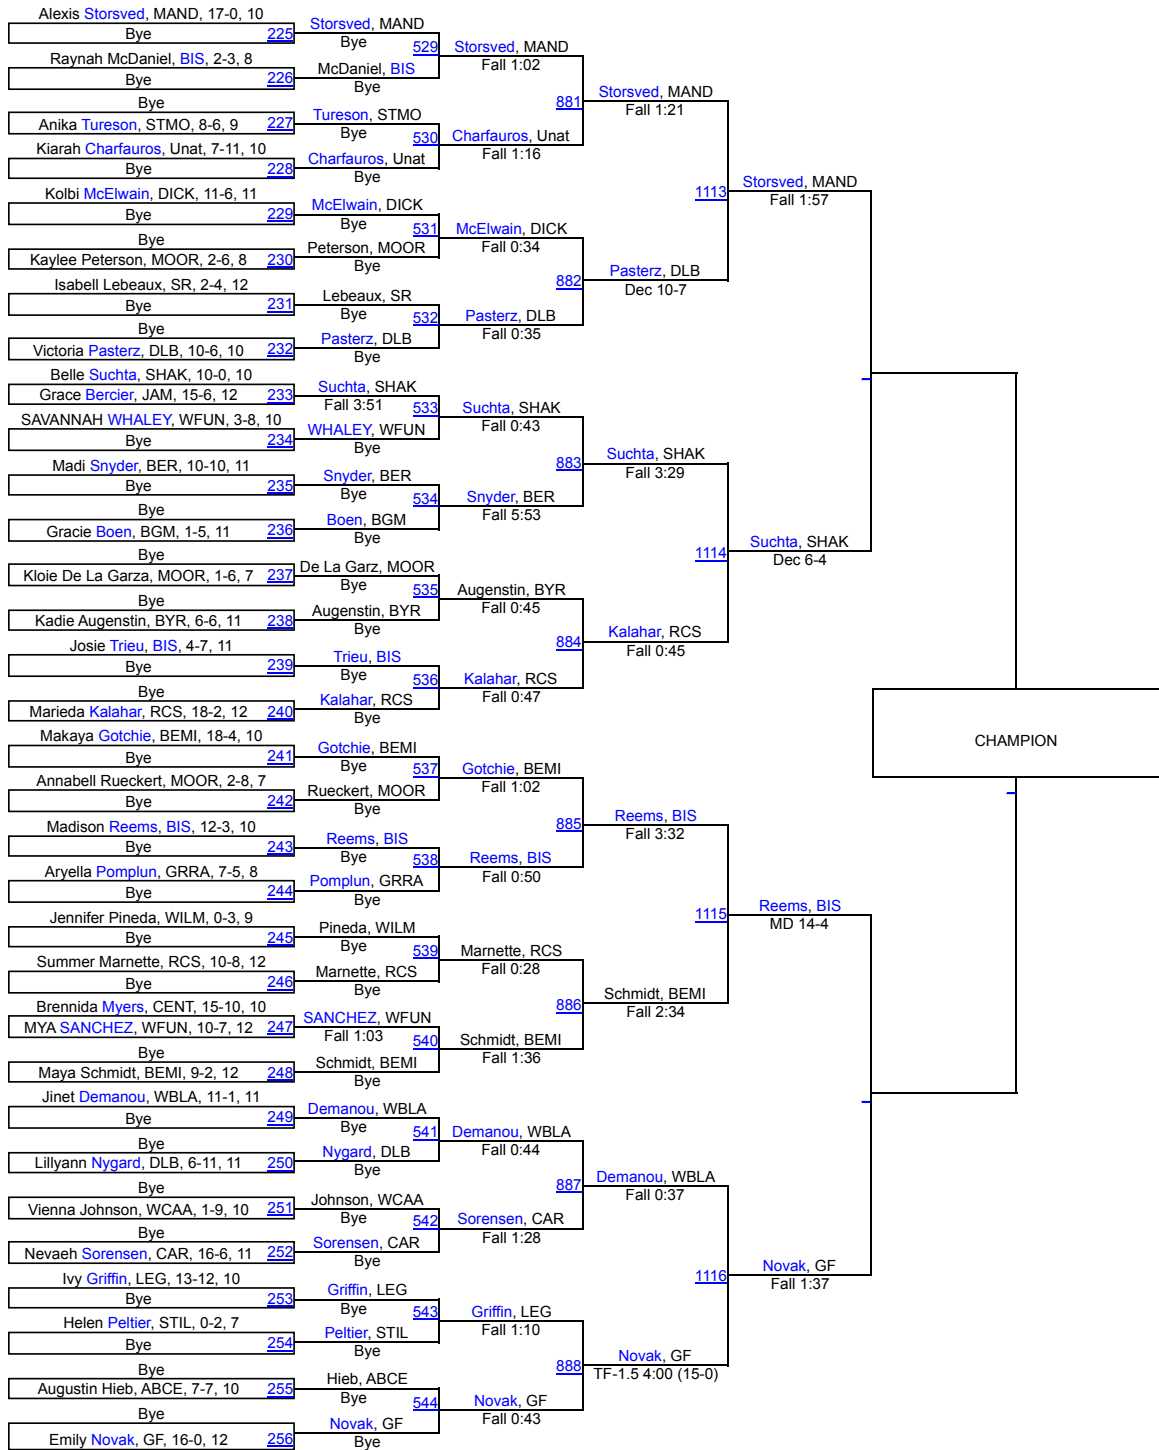 Alexis Storsved, MAND, 17-0, 10
Bye 225
Raynah McDaniel, BIS, 2-3, 8
Bye 226
Bye
Anika Tureson, STMO, 8-6, 9 227
Kiarah Charfauros, Unat, 7-11, 10
Bye 228
Kolbi McElwain, DICK, 11-6, 11
Bye 229
Bye
Kaylee Peterson, MOOR, 2-6, 8 230
Isabell Lebeaux, SR, 2-4, 12
Bye 231
Bye
Victoria Pasterz, DLB, 10-6, 10 232
Belle Suchta, SHAK, 10-0, 10
Grace Bercier, JAM, 15-6, 12 233
SAVANNAH WHALEY, WFUN, 3-8, 10
Bye 234
Madi Snyder, BER, 10-10, 11
Bye 235
Bye
Gracie Boen, BGM, 1-5, 11 236
Bye
Kloie De La Garza, MOOR, 1-6, 7 237
Bye
Kadie Augenstin, BYR, 6-6, 11 238
Josie Trieu, BIS, 4-7, 11
Bye 239
Bye
Marieda Kalahar, RCS, 18-2, 12 240
Makaya Gotchie, BEMI, 18-4, 10
Bye 241
Annabell Rueckert, MOOR, 2-8, 7
Bye 242
Madison Reems, BIS, 12-3, 10
Bye 243
Aryella Pomplun, GRRA, 7-5, 8
Bye 244
Jennifer Pineda, WILM, 0-3, 9
Bye 245
Summer Marnette, RCS, 10-8, 12
Bye 246
Brennida Myers, CENT, 15-10, 10
MYA SANCHEZ, WFUN, 10-7, 12 247
Bye
Maya Schmidt, BEMI, 9-2, 12 248
Jinet Demanou, WBLA, 11-1, 11
Bye 249
Bye
Lillyann Nygard, DLB, 6-11, 11 250
Bye
Vienna Johnson, WCAA, 1-9, 10 251
Bye
Nevaeh Sorensen, CAR, 16-6, 11 252
Ivy Griffin, LEG, 13-12, 10
Bye 253
Helen Peltier, STIL, 0-2, 7
Bye 254
Bye
Augustin Hieb, ABCE, 7-7, 10 255
Bye
Emily Novak, GF, 16-0, 12 256
Storsved, MAND
Bye
529
McDaniel, BIS
Bye
Tureson, STMO
Bye
530
Charfauros, Unat
Bye
McElwain, DICK
Bye
531
Peterson, MOOR
Bye
Lebeaux, SR
Bye
532
Pasterz, DLB
Bye
Suchta, SHAK
Fall 3:51
533
WHALEY, WFUN
Bye
Snyder, BER
Bye
534
Boen, BGM
Bye
De La Garz, MOOR
Bye
535
Augenstin, BYR
Bye
Trieu, BIS
Bye
536
Kalahar, RCS
Bye
Gotchie, BEMI
Bye
537
Rueckert, MOOR
Bye
Reems, BIS
Bye
538
Pomplun, GRRA
Bye
Pineda, WILM
Bye
539
Marnette, RCS
Bye
SANCHEZ, WFUN
Fall 1:03
540
Schmidt, BEMI
Bye
Demanou, WBLA
Bye
541
Nygard, DLB
Bye
Johnson, WCAA
Bye
542
Sorensen, CAR
Bye
Griffin, LEG
Bye
543
Peltier, STIL
Bye
Hieb, ABCE
Bye
544
Novak, GF
Bye
Storsved, MAND
Fall 1:02
881
Charfauros, Unat
Fall 1:16
McElwain, DICK
Fall 0:34
882
Pasterz, DLB
Fall 0:35
Suchta, SHAK
Fall 0:43
883
Snyder, BER
Fall 5:53
Augenstin, BYR
Fall 0:45
884
Kalahar, RCS
Fall 0:47
Gotchie, BEMI
Fall 1:02
885
Reems, BIS
Fall 0:50
Marnette, RCS
Fall 0:28
886
Schmidt, BEMI
Fall 1:36
Demanou, WBLA
Fall 0:44
887
Sorensen, CAR
Fall 1:28
Griffin, LEG
Fall 1:10
888
Novak, GF
Fall 0:43
Storsved, MAND
Fall 1:21
1113
Pasterz, DLB
Dec 10-7
Suchta, SHAK
Fall 3:29
1114
Kalahar, RCS
Fall 0:45
Reems, BIS
Fall 3:32
1115
Schmidt, BEMI
Fall 2:34
Demanou, WBLA
Fall 0:37
1116
Novak, GF
TF-1.5 4:00 (15-0)
Storsved, MAND
Fall 1:57
Suchta, SHAK
Dec 6-4
Reems, BIS
MD 14-4
Novak, GF
Fall 1:37
CHAMPION